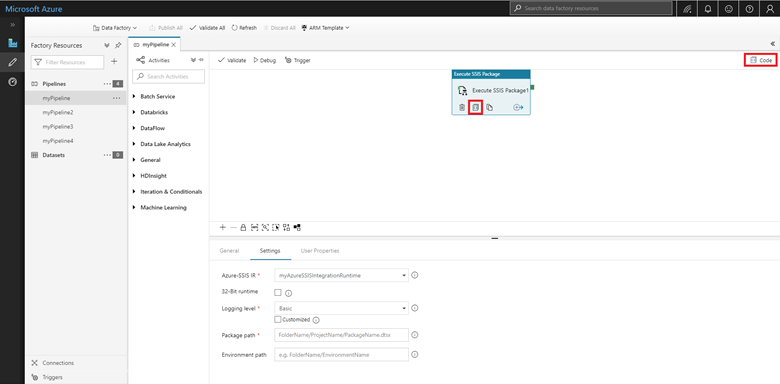 Microsoft Azure
Search data factory resources
Data Factory
Publish All
Validate All
Refresh
Discard All
ARM Template
Factory Resources
Filter Resources
Pipelines
4
myPipeline
myPipeline2
myPipeline3
myPipeline4
Datasets
0
Connections
Triggers
myPipeline
Activities
Search Activities
Batch Service
Databricks
DataFlow
Data Lake Analytics
General
HDInsight
Iteration & Conditionals
Machine Learning
Validate
Debug
Trigger
Code
Execute SSIS Package
Execute SSIS Package1
General
Settings
User Properties
Azure-SSIS IR *
myAzureSSISIntegrationRuntime
32-Bit runtime
Logging level *
Basic
Customized
Package path *
FolderName/ProjectName/PackageName.dtsx
Environment path
e.g. FolderName/EnvironmentName